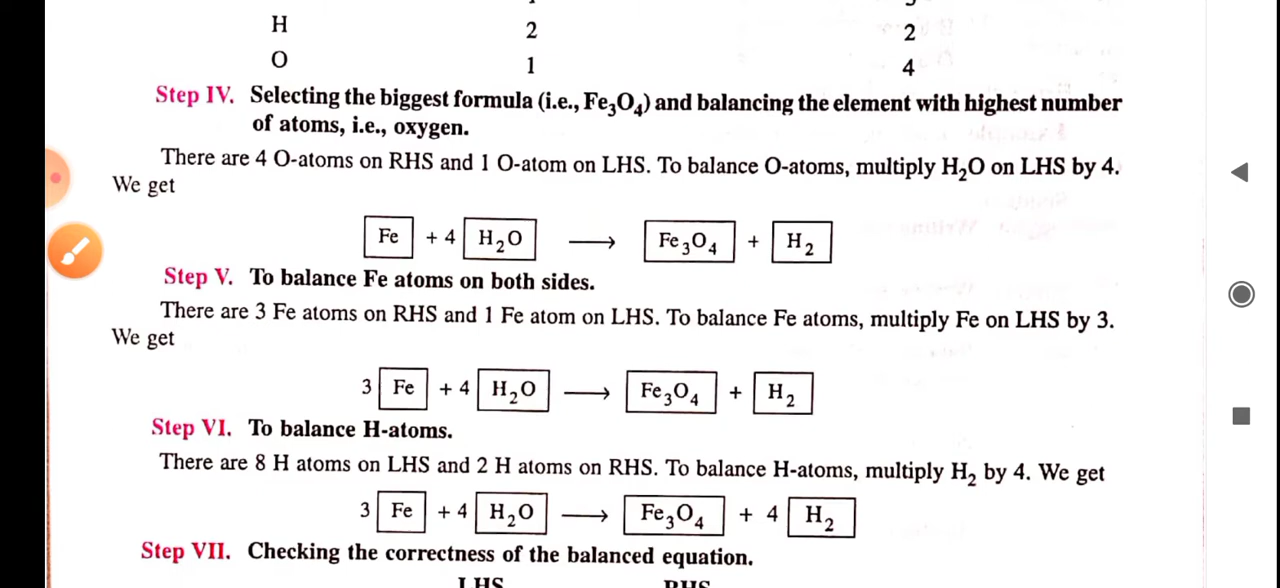 H 2 2
O 1 4
Step IV. Selecting the biggest formula (i.e., Fe₃O₄) and balancing the element with highest number
of atoms, i.e., oxygen.
There are 4 O-atoms on RHS and 1 O-atom on LHS. To balance O-atoms, multiply H₂O on LHS by 4.
We get
Fe + 4 H₂O ⟶ Fe₃O₄ + H₂
Step V. To balance Fe atoms on both sides.
There are 3 Fe atoms on RHS and 1 Fe atom on LHS. To balance Fe atoms, multiply Fe on LHS by 3.
We get
3 Fe + 4 H₂O ⟶ Fe₃O₄ + H₂
Step VI. To balance H-atoms.
There are 8 H atoms on LHS and 2 H atoms on RHS. To balance H-atoms, multiply H₂ by 4. We get
3 Fe + 4 H₂O ⟶ Fe₃O₄ + 4 H₂
Step VII. Checking the correctness of the balanced equation.
LHS RHS